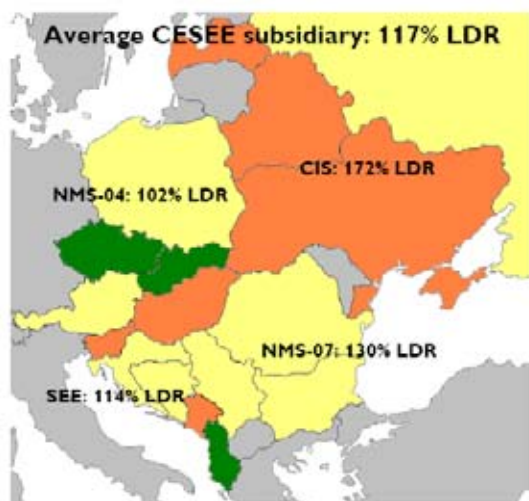 Average CESEE subsidiary: 117% LDR
CIS: 172% LDR
NMS-04: 102% LDR
NMS-07: 130% LDR
SEE: 114% LDR